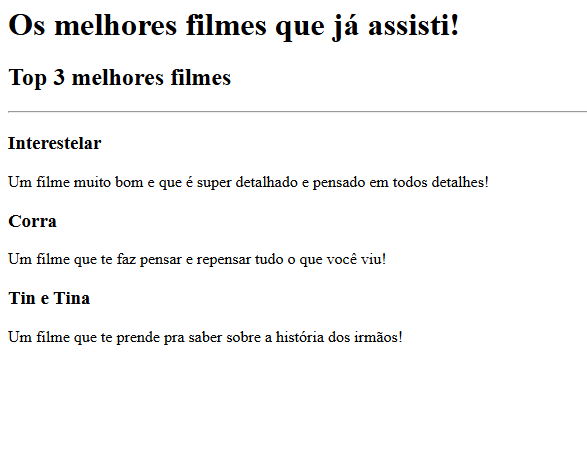 Os melhores filmes que já assisti!
Top 3 melhores filmes
Interestelar
Um filme muito bom e que é super detalhado e pensado em todos detalhes!
Corra
Um filme que te faz pensar e repensar tudo o que você viu!
Tin e Tina
Um filme que te prende pra saber sobre a história dos irmãos!